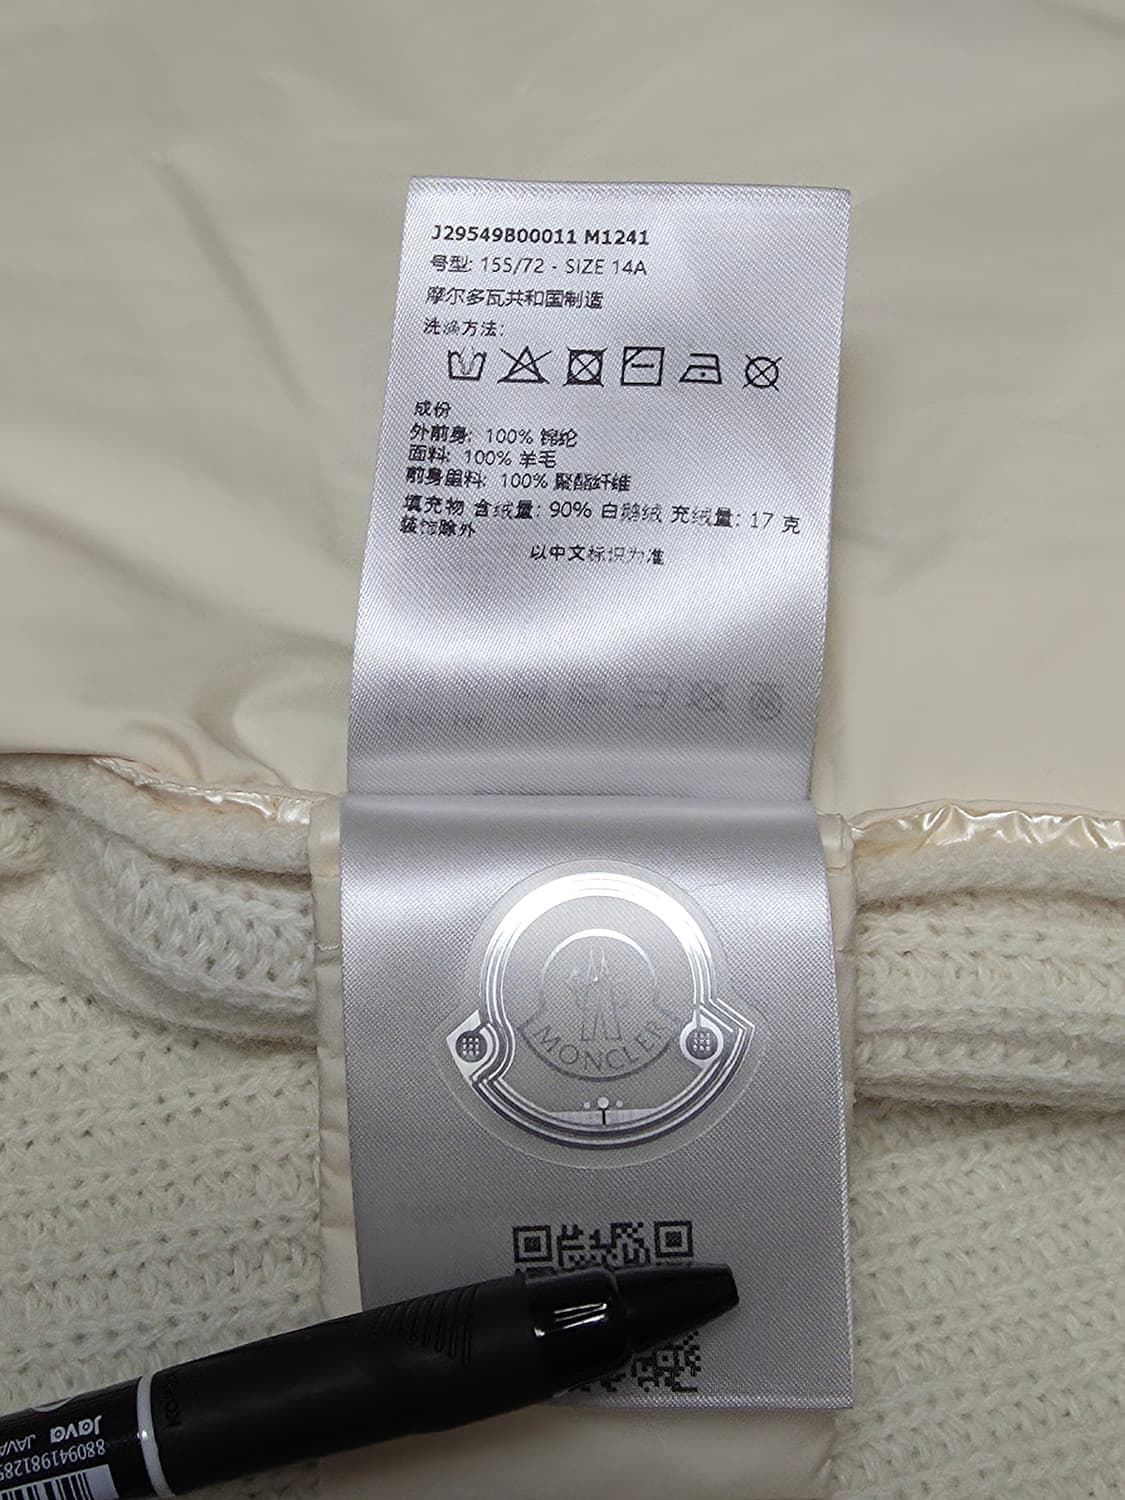 J29549B00011 M1241
号型: 155/72 - SIZE 14A
摩尔多瓦共和国制造
洗涤方法:
成份
外前身: 100% 锦纶
面料: 100% 羊毛
前身里料: 100% 聚酯纤维
填充物 含绒量: 90% 白鹅绒 充绒量: 17 克
装饰除外
以中文标识为准
MONCLER
Java
JAVA